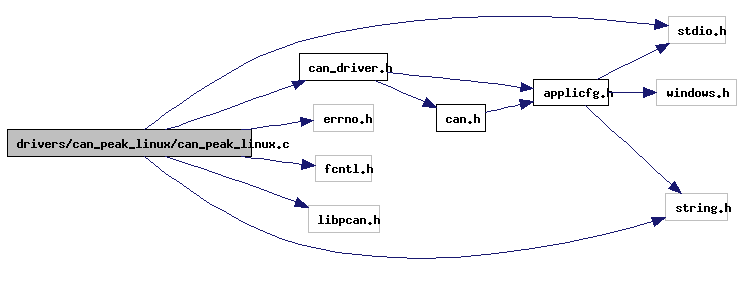 stdio.h
can_driver.h
applicfg.h
windows.h
errno.h
can.h
drivers/can_peak_linux/can_peak_linux.c
fcntl.h
libpcan.h
string.h